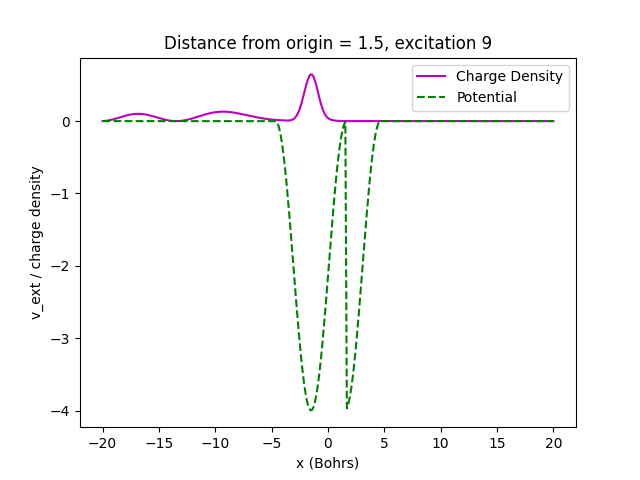 Distance from origin = 1.5, excitation 9
Charge Density
Potential
v_ext / charge density
0
−1
−2
−3
−4
−20 −15 −10 −5 0 5 10 15 20
x (Bohrs)